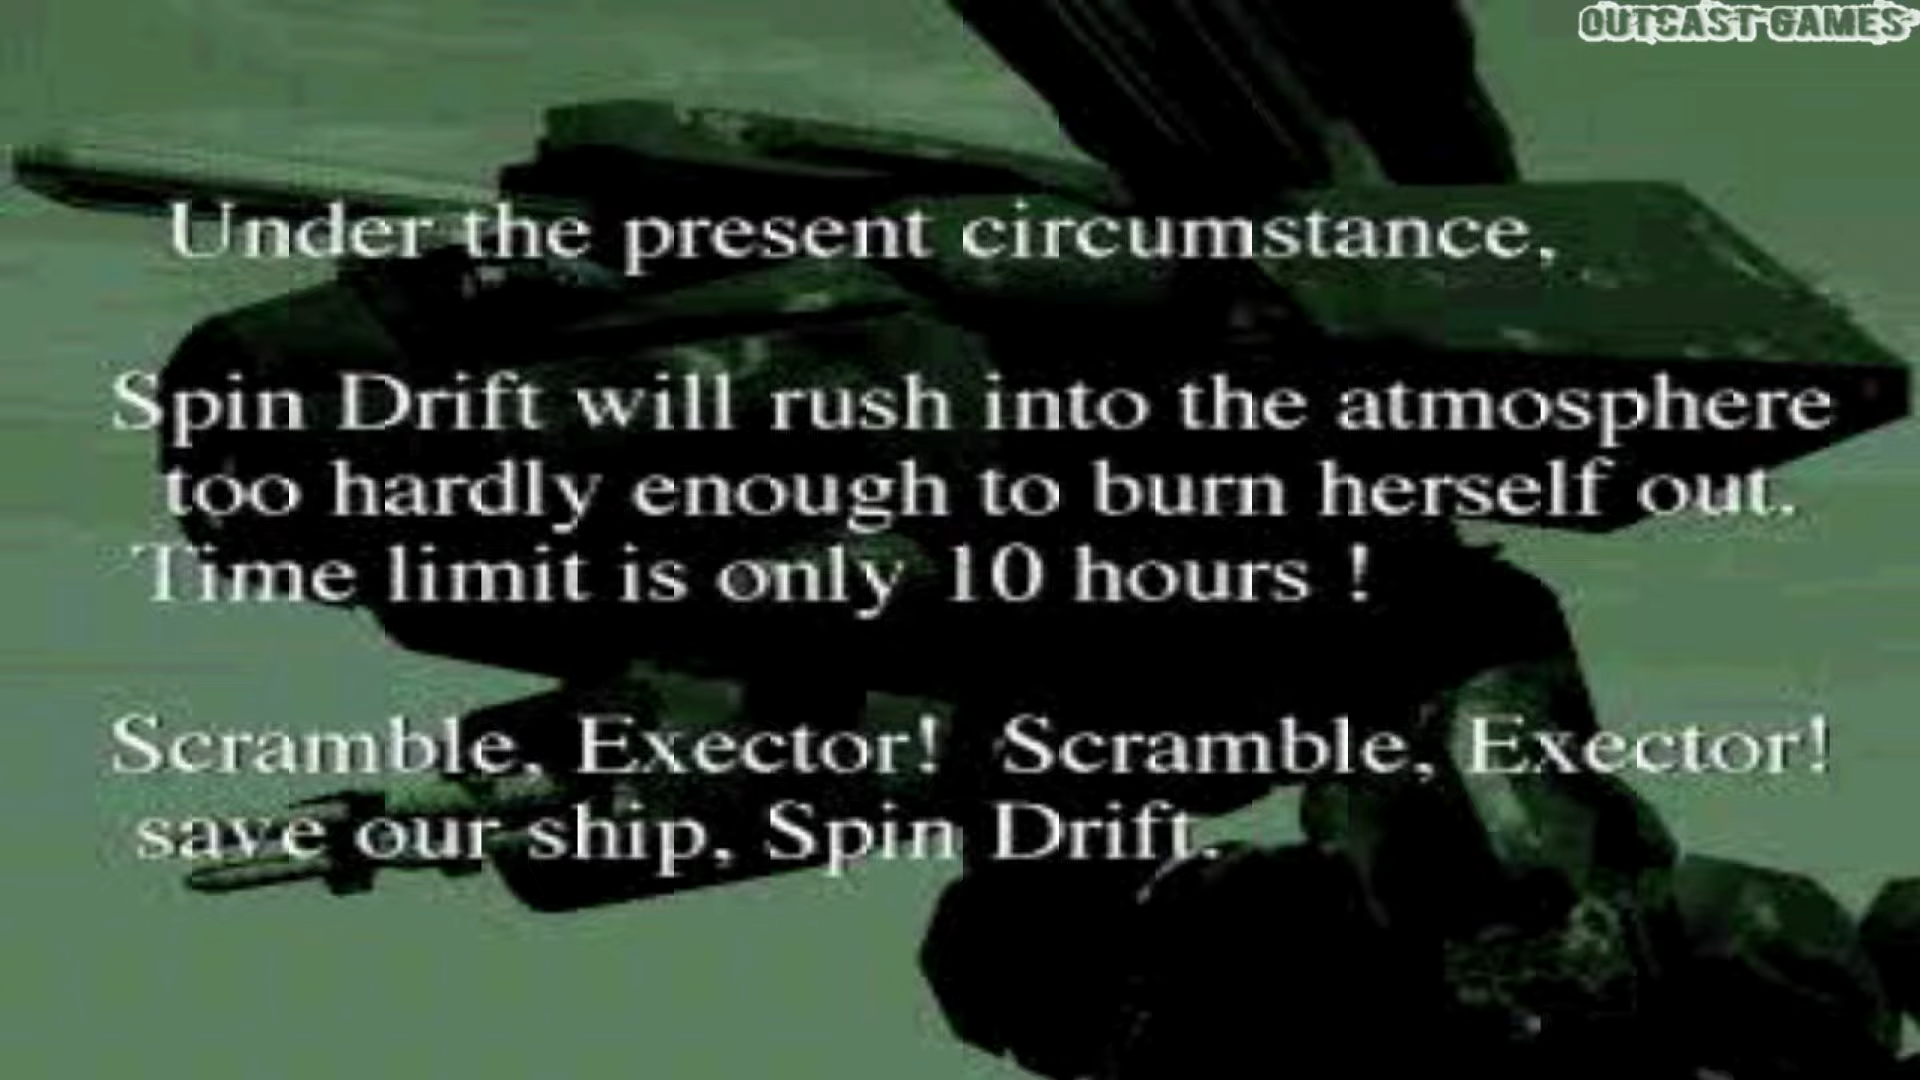 OUTCAST GAMES
Under the present circumstance,
Spin Drift will rush into the atmosphere
too hardly enough to burn herself out.
Time limit is only 10 hours !
Scramble, Exector!  Scramble, Exector!
save our ship, Spin Drift.